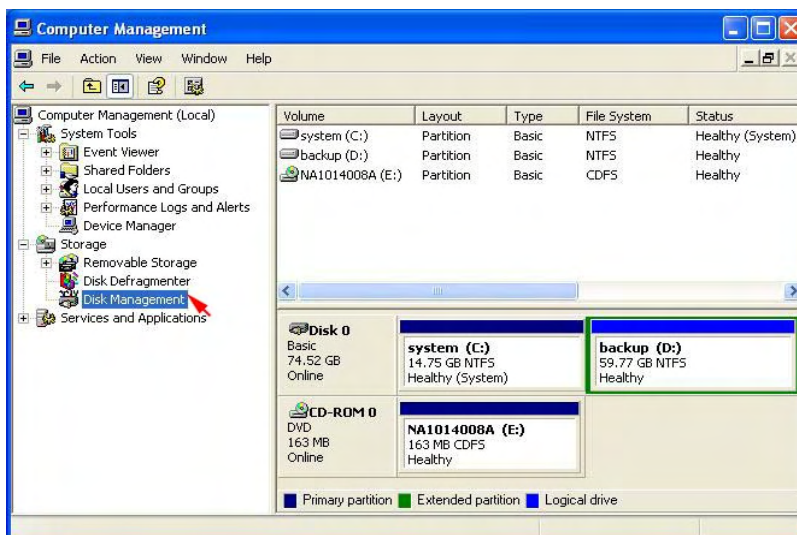 Computer Management
File Action View Window Help
Computer Management (Local)
System Tools
Event Viewer
Shared Folders
Local Users and Groups
Performance Logs and Alerts
Device Manager
Storage
Removable Storage
Disk Defragmenter
Disk Management
Services and Applications
Volume Layout Type File System Status
system (C:) Partition Basic NTFS Healthy (System)
backup (D:) Partition Basic NTFS Healthy
NA1014008A (E:) Partition Basic CDFS Healthy
Disk 0
Basic
74.52 GB
Online
system (C:)
14.75 GB NTFS
Healthy (System)
backup (D:)
59.77 GB NTFS
Healthy
CD-ROM 0
DVD
163 MB
Online
NA1014008A (E:)
163 MB CDFS
Healthy
Primary partition Extended partition Logical drive